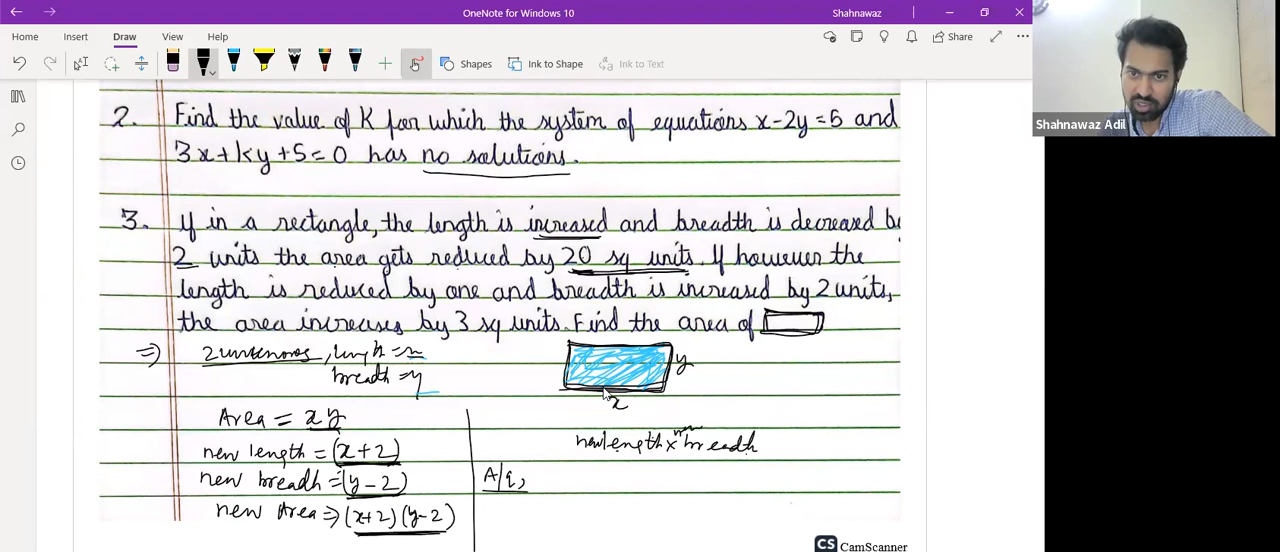 OneNote for Windows 10
Shahnawaz
Home Insert Draw View Help
Share
Shapes Ink to Shape Ink to Text
Shahnawaz Adil
2. Find the value of K for which the system of equations x-2y=5 and
3x+ky+5=0 has no solutions.
3. If in a rectangle, the length is increased and breadth is decreased by
2 units the area gets reduced by 20 sq units. If however the
length is reduced by one and breadth is increased by 2 units,
the area increases by 3 sq units. Find the area of
⇒ 2 unknowns, length = x
breadth = y
y
x
Area = xy
new length = (x+2)
new breadth = (y-2)
new Area ⇒ (x+2)(y-2)
new length × new breadth
A/q,
CS CamScanner